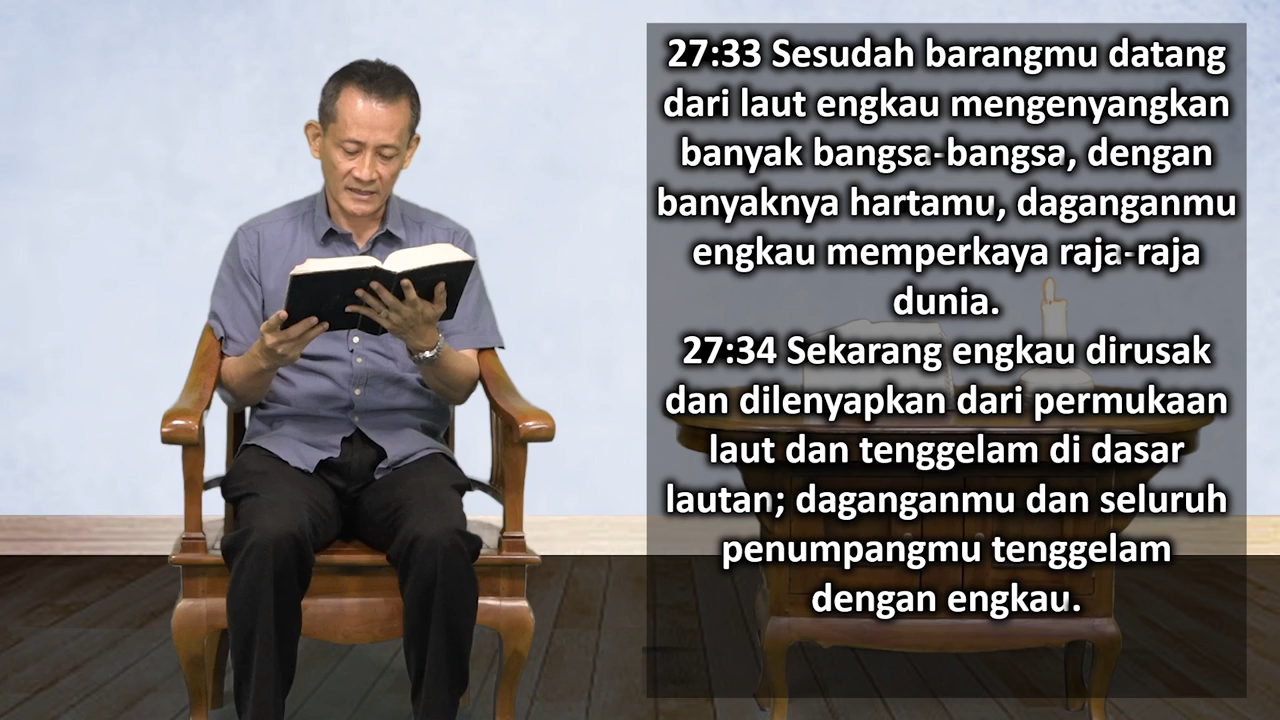 27:33 Sesudah barangmu datang
dari laut engkau mengenyangkan
banyak bangsa-bangsa, dengan
banyaknya hartamu, daganganmu
engkau memperkaya raja-raja
dunia.
27:34 Sekarang engkau dirusak
dan dilenyapkan dari permukaan
laut dan tenggelam di dasar
lautan; daganganmu dan seluruh
penumpangmu tenggelam
dengan engkau.